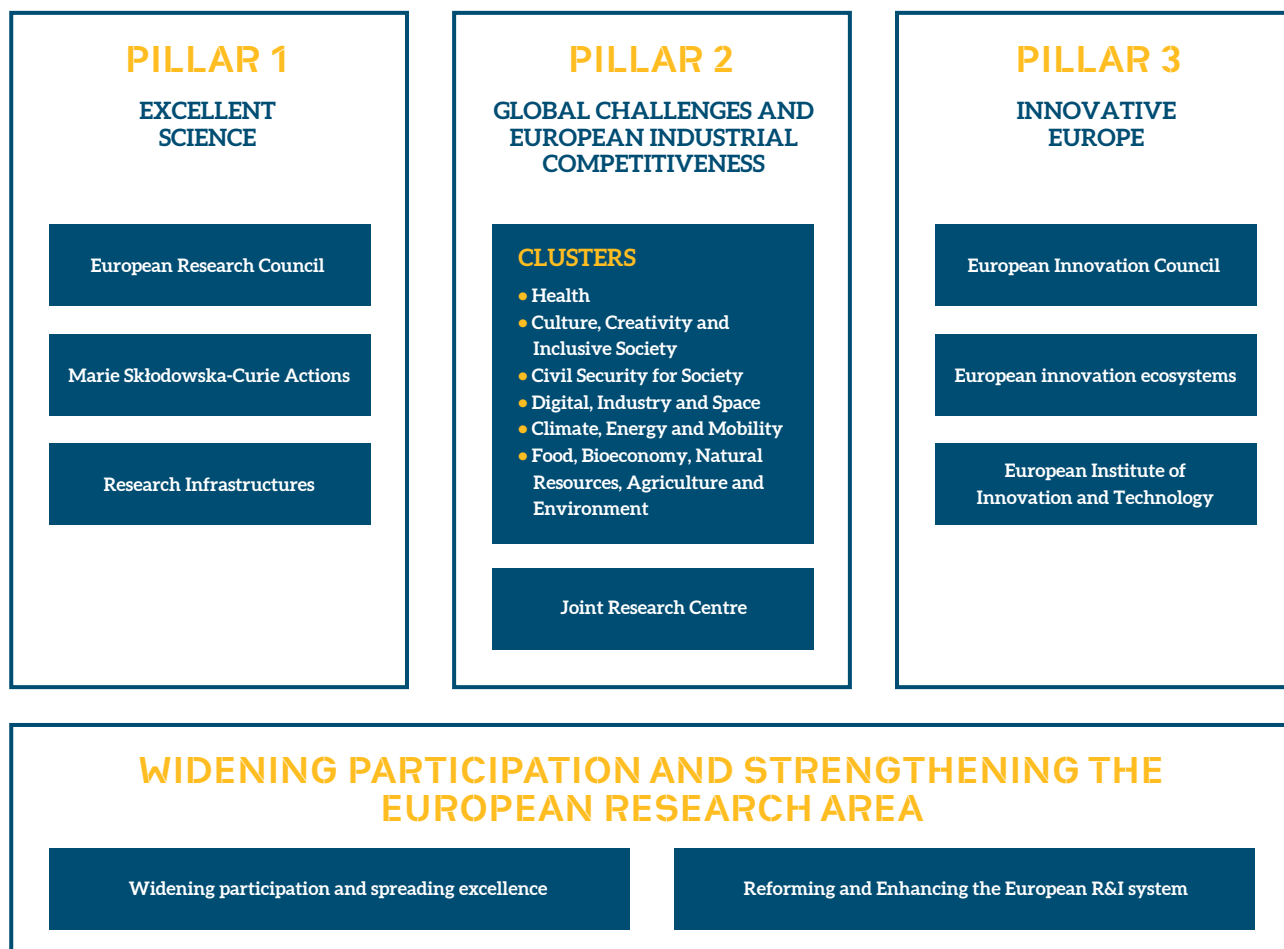 PILLAR 1
EXCELLENT
SCIENCE
European Research Council
Marie Skłodowska-Curie Actions
Research Infrastructures
PILLAR 2
GLOBAL CHALLENGES AND
EUROPEAN INDUSTRIAL
COMPETITIVENESS
CLUSTERS
• Health
• Culture, Creativity and
Inclusive Society
• Civil Security for Society
• Digital, Industry and Space
• Climate, Energy and Mobility
• Food, Bioeconomy, Natural
Resources, Agriculture and
Environment
Joint Research Centre
PILLAR 3
INNOVATIVE
EUROPE
European Innovation Council
European innovation ecosystems
European Institute of
Innovation and Technology
WIDENING PARTICIPATION AND STRENGTHENING THE
EUROPEAN RESEARCH AREA
Widening participation and spreading excellence
Reforming and Enhancing the European R&I system